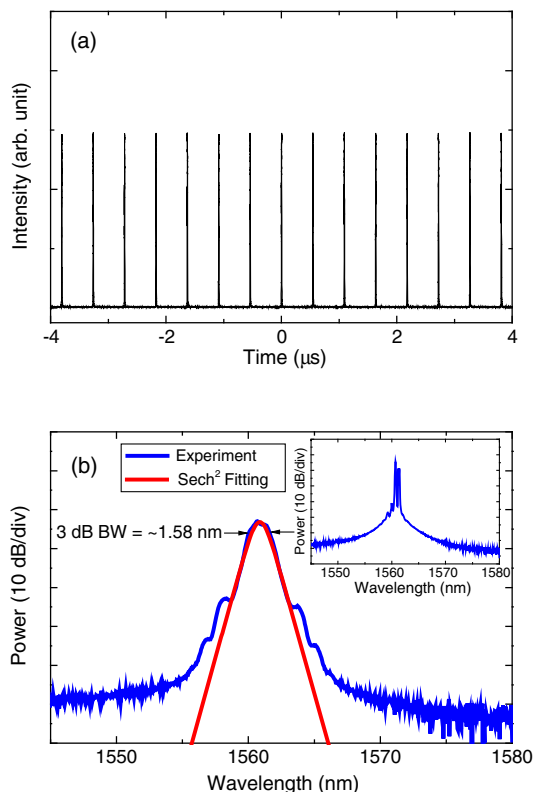 (a)
Intensity (arb. unit)
-4 -2 0 2 4
Time (μs)
(b)
Experiment
Sech² Fitting
3 dB BW = ~1.58 nm
Power (10 dB/div)
1550 1560 1570 1580
Wavelength (nm)
Power (10 dB/div)
1550 1560 1570 1580
Wavelength (nm)